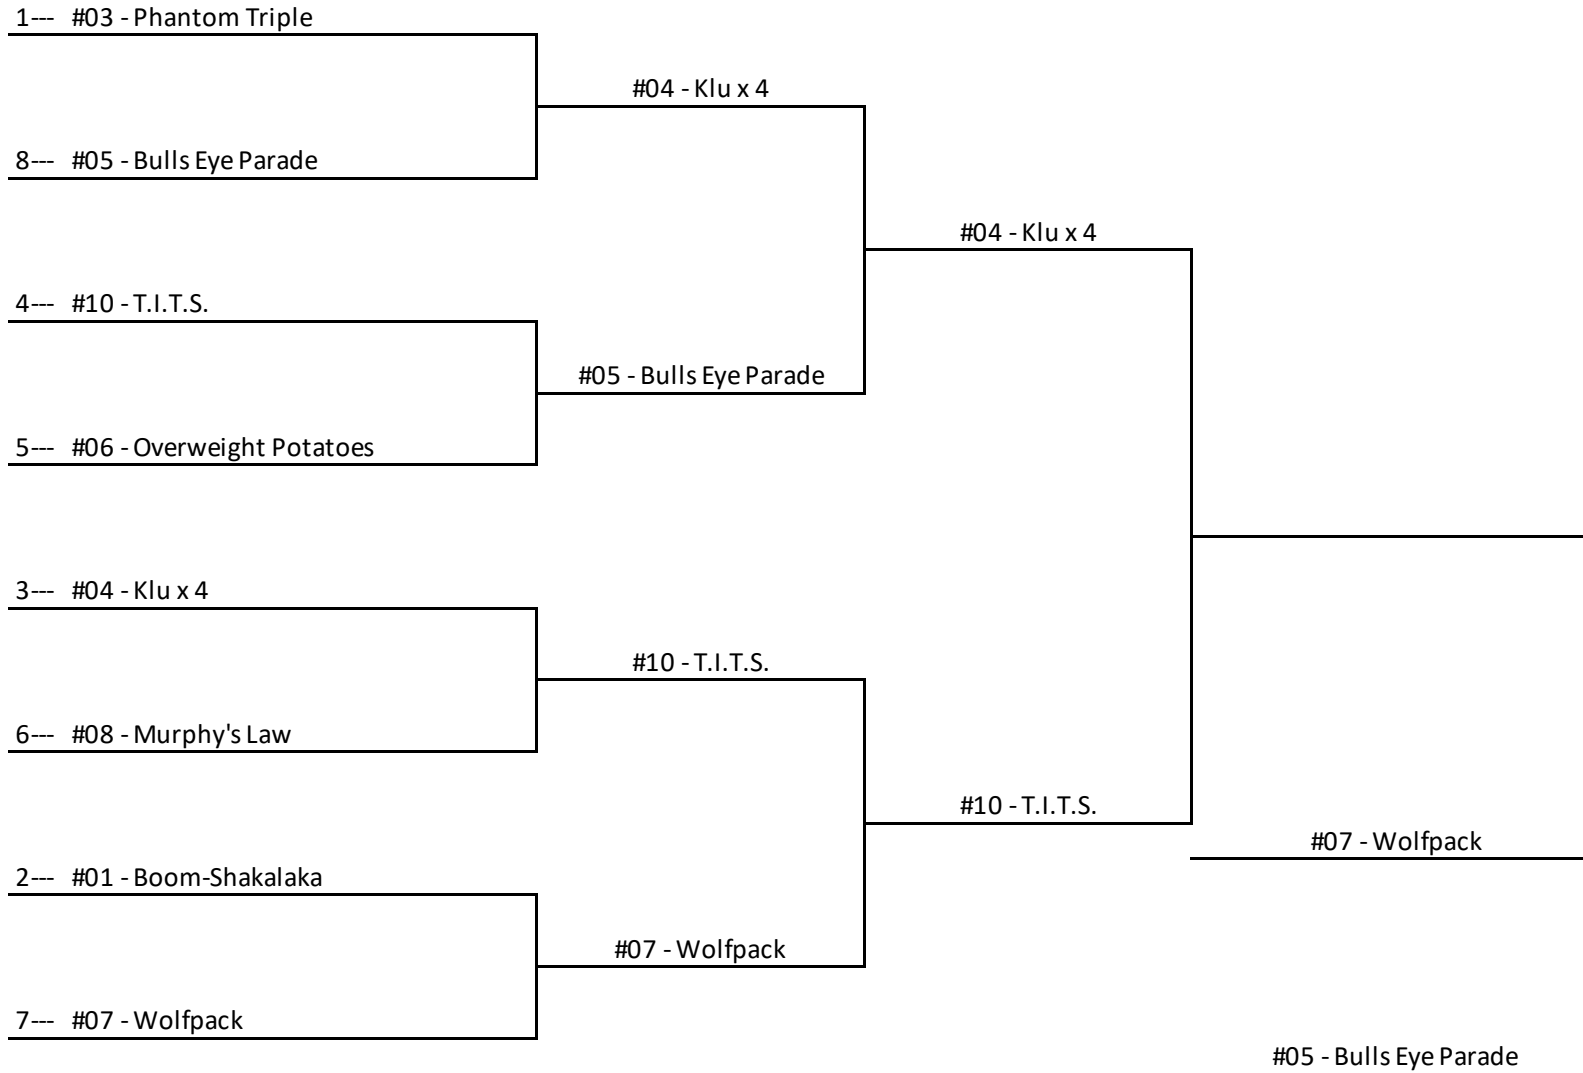 1--- #03 - Phantom Triple
#04 - Klu x 4
8--- #05 - Bulls Eye Parade
#04 - Klu x 4
4--- #10 - T.I.T.S.
#05 - Bulls Eye Parade
5--- #06 - Overweight Potatoes
3--- #04 - Klu x 4
#10 - T.I.T.S.
6--- #08 - Murphy's Law
#10 - T.I.T.S.
#07 - Wolfpack
2--- #01 - Boom-Shakalaka
#07 - Wolfpack
7--- #07 - Wolfpack
#05 - Bulls Eye Parade